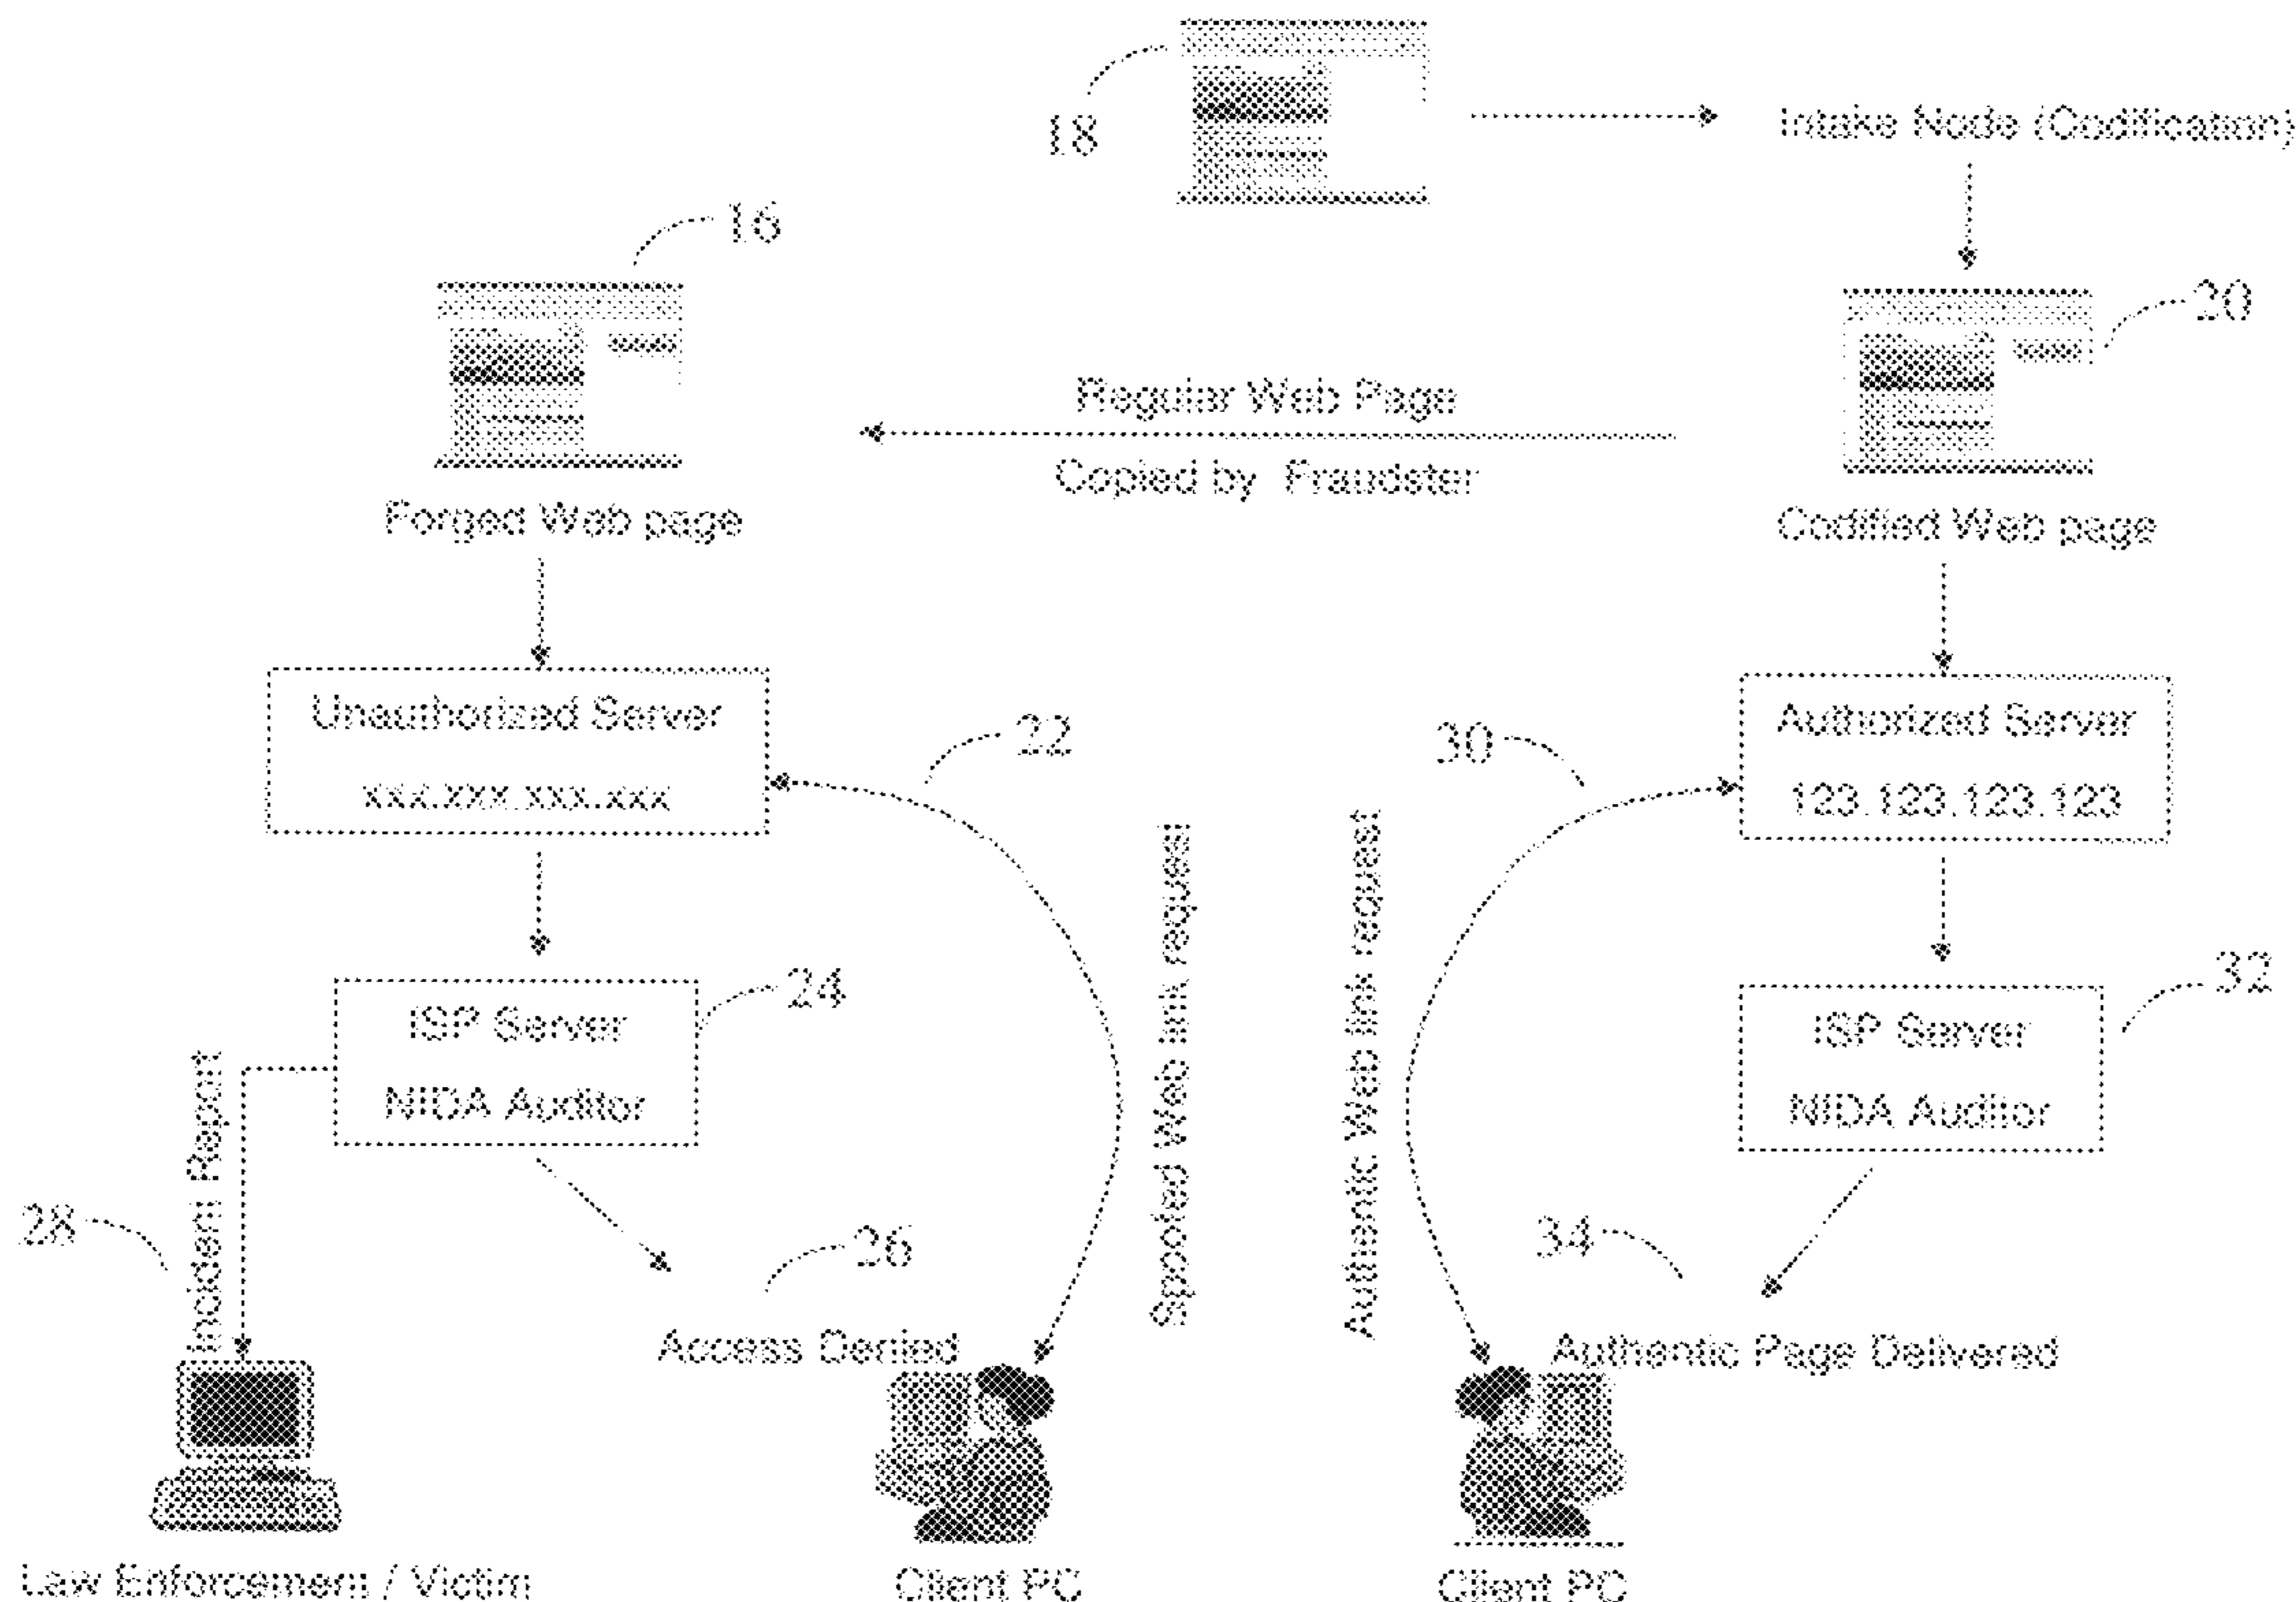 18
Intake Node (Codification)
16
20
Regular Web Page
Copied by Fraudster
Forged Web page
Codified Web page
Unauthorized Server
xxx.xxx.xxx.xxx
22
30
Authorized Server
123.123.123.123
Spoofed Web link request
Authentic Web link request
ISP Server
NIDA Auditor
24
ISP Server
NIDA Auditor
32
Incident Report
28
26
34
Access Denied
Authentic Page Delivered
Law Enforcement / Victim
Client PC
Client PC